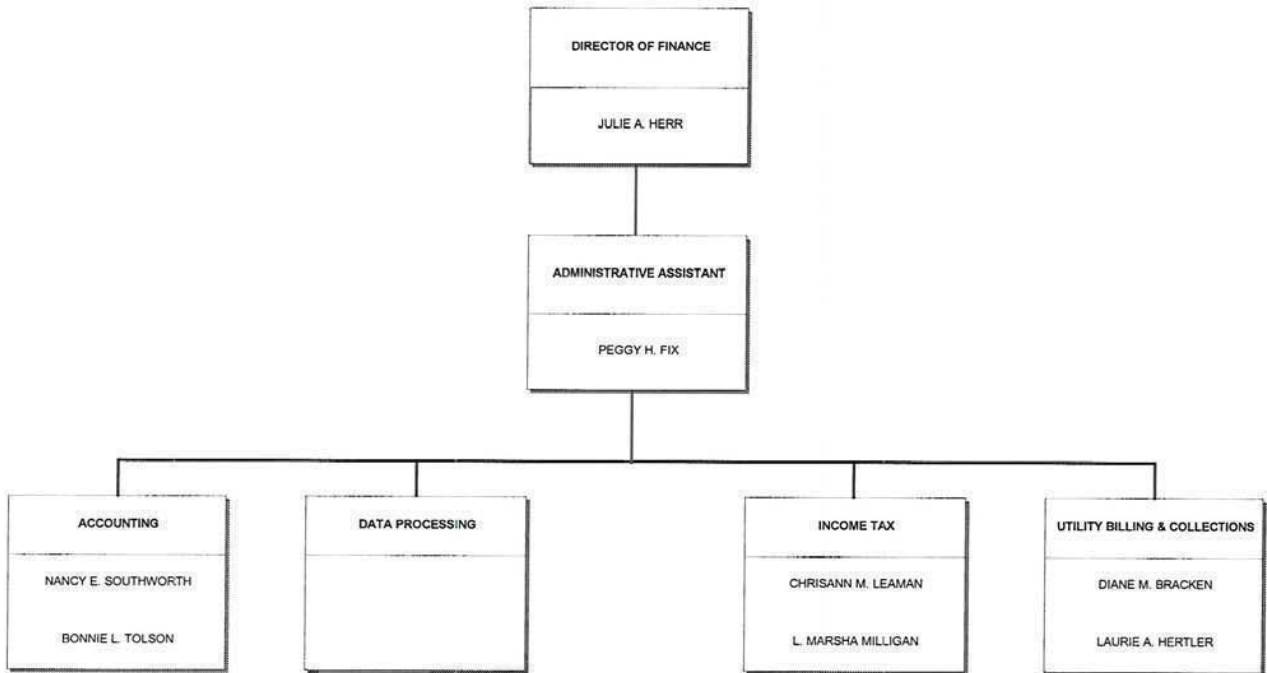 DIRECTOR OF FINANCE
JULIE A. HERR
ADMINISTRATIVE ASSISTANT
PEGGY H. FIX
ACCOUNTING
NANCY E. SOUTHWORTH
BONNIE L. TOLSON
DATA PROCESSING
INCOME TAX
CHRISANN M. LEAMAN
L. MARSHA MILLIGAN
UTILITY BILLING & COLLECTIONS
DIANE M. BRACKEN
LAURIE A. HERTLER